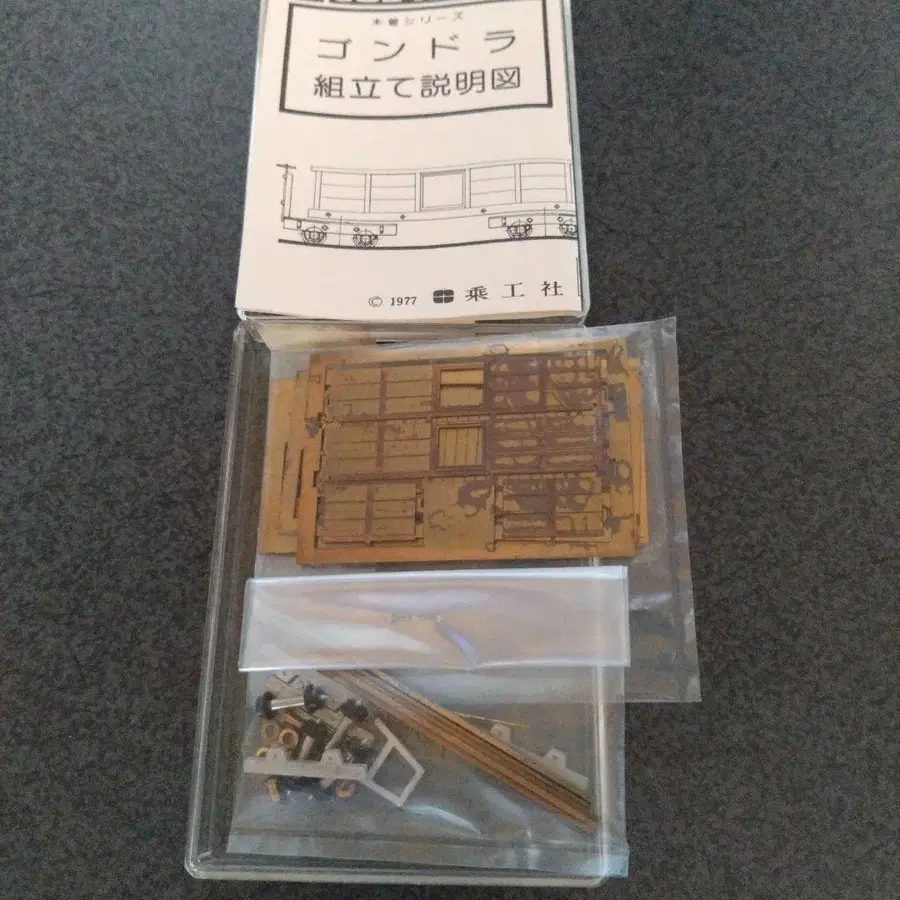 木曽シリーズ
ゴンドラ
組立て説明図
© 1977 乗工社